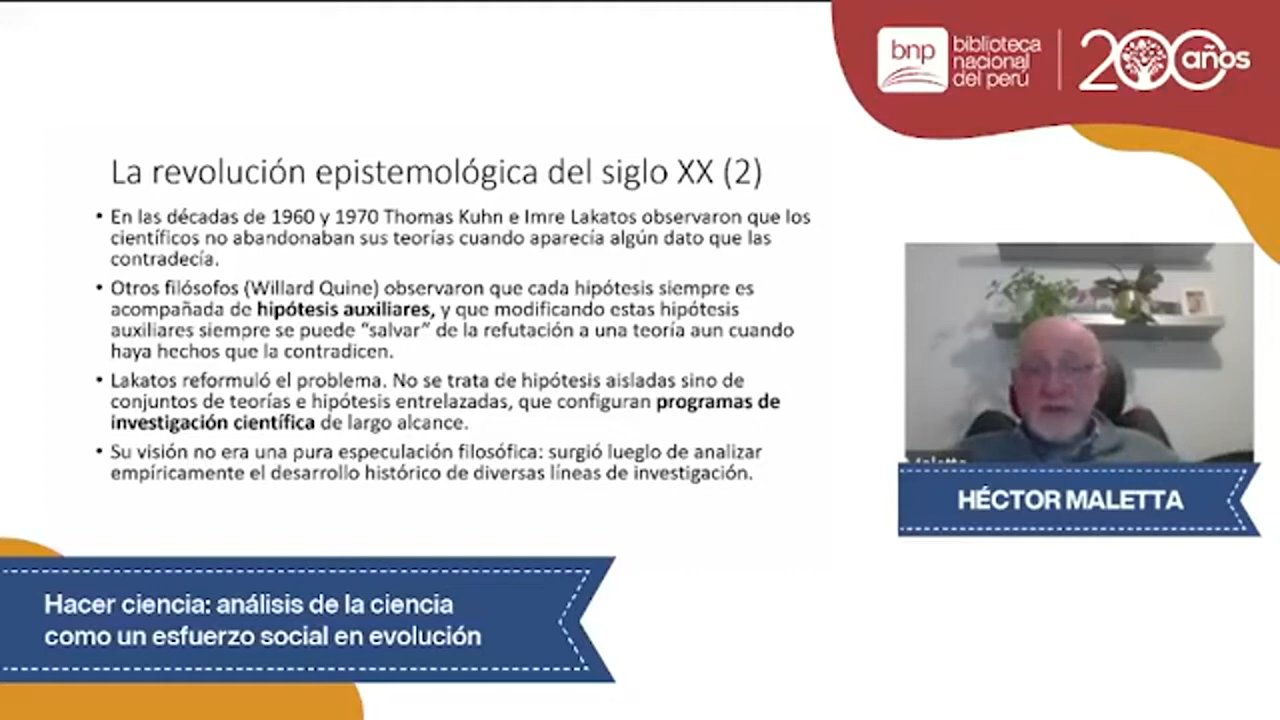 bnp
biblioteca
nacional
del perú
200 años
La revolución epistemológica del siglo XX (2)
• En las décadas de 1960 y 1970 Thomas Kuhn e Imre Lakatos observaron que los
científicos no abandonaban sus teorías cuando aparecía algún dato que las
contradecía.
• Otros filósofos (Willard Quine) observaron que cada hipótesis siempre es
acompañada de hipótesis auxiliares, y que modificando estas hipótesis
auxiliares siempre se puede “salvar” de la refutación a una teoría aun cuando
haya hechos que la contradicen.
• Lakatos reformuló el problema. No se trata de hipótesis aisladas sino de
conjuntos de teorías e hipótesis entrelazadas, que configuran programas de
investigación científica de largo alcance.
• Su visión no era una pura especulación filosófica: surgió lueglo de analizar
empíricamente el desarrollo histórico de diversas líneas de investigación.
HÉCTOR MALETTA
Hacer ciencia: análisis de la ciencia
como un esfuerzo social en evolución